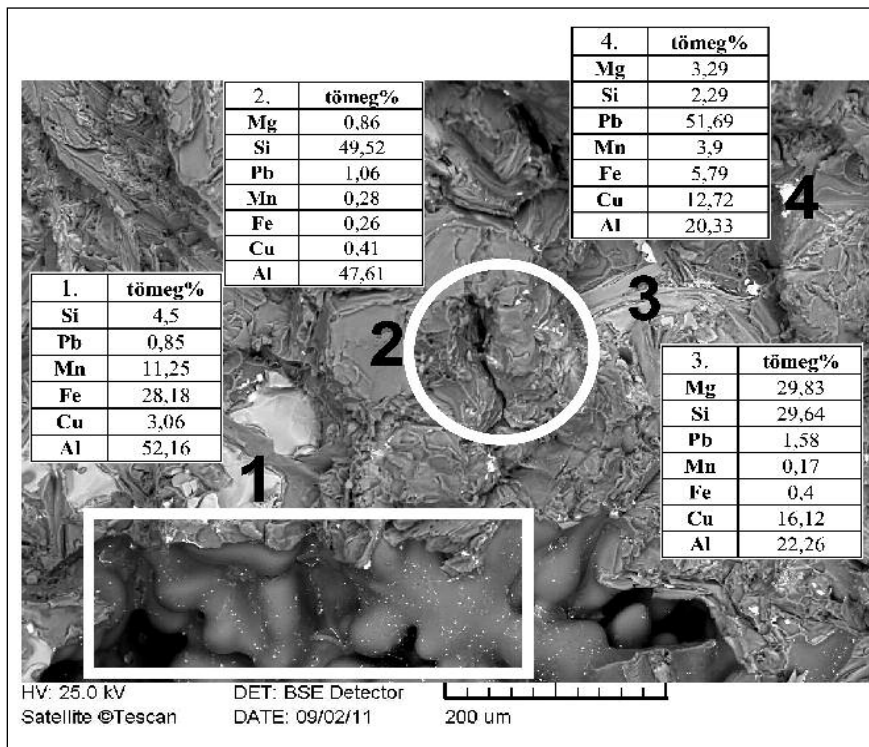 4. tömeg%
Mg 3,29
Si 2,29
Pb 51,69
Mn 3,9
Fe 5,79
Cu 12,72
Al 20,33
2. tömeg%
Mg 0,86
Si 49,52
Pb 1,06
Mn 0,28
Fe 0,26
Cu 0,41
Al 47,61
1. tömeg%
Si 4,5
Pb 0,85
Mn 11,25
Fe 28,18
Cu 3,06
Al 52,16
4
3
2
1
3. tömeg%
Mg 29,83
Si 29,64
Pb 1,58
Mn 0,17
Fe 0,4
Cu 16,12
Al 22,26
HV: 25.0 kV DET: BSE Detector
Satellite ©Tescan DATE: 09/02/11 200 um